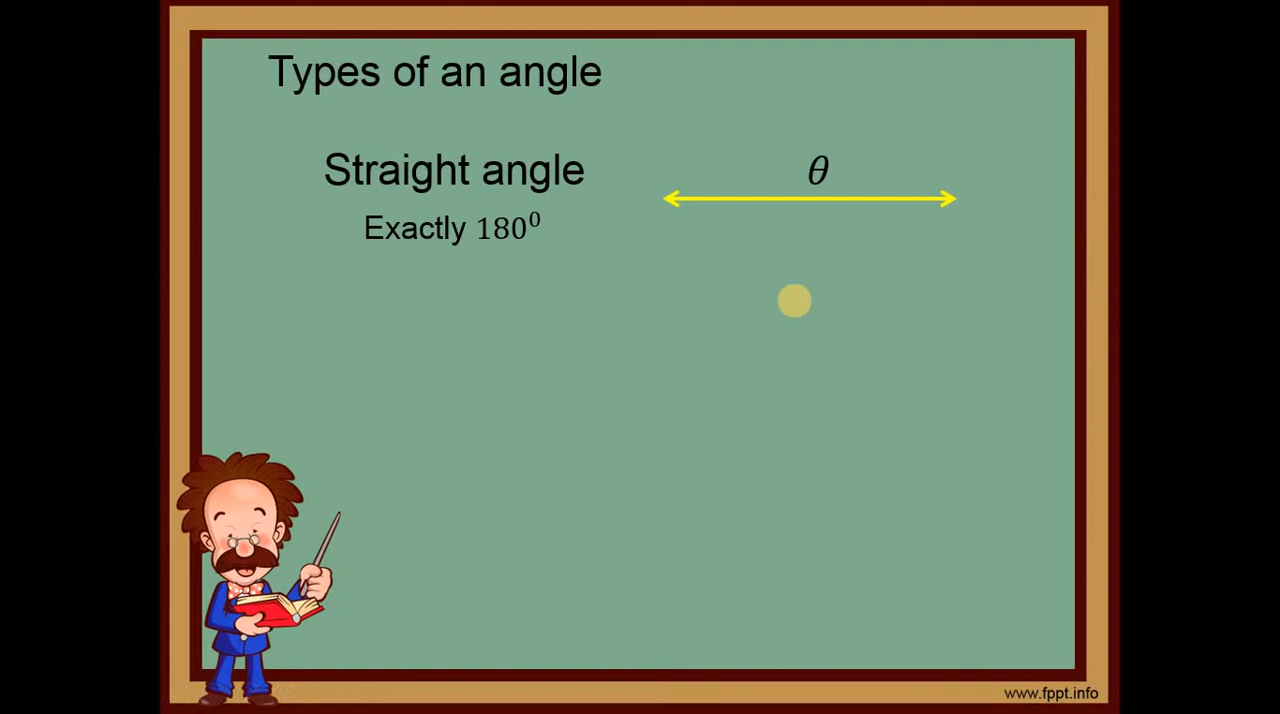 Types of an angle
Straight angle
θ
Exactly 180⁰
www.fppt.info